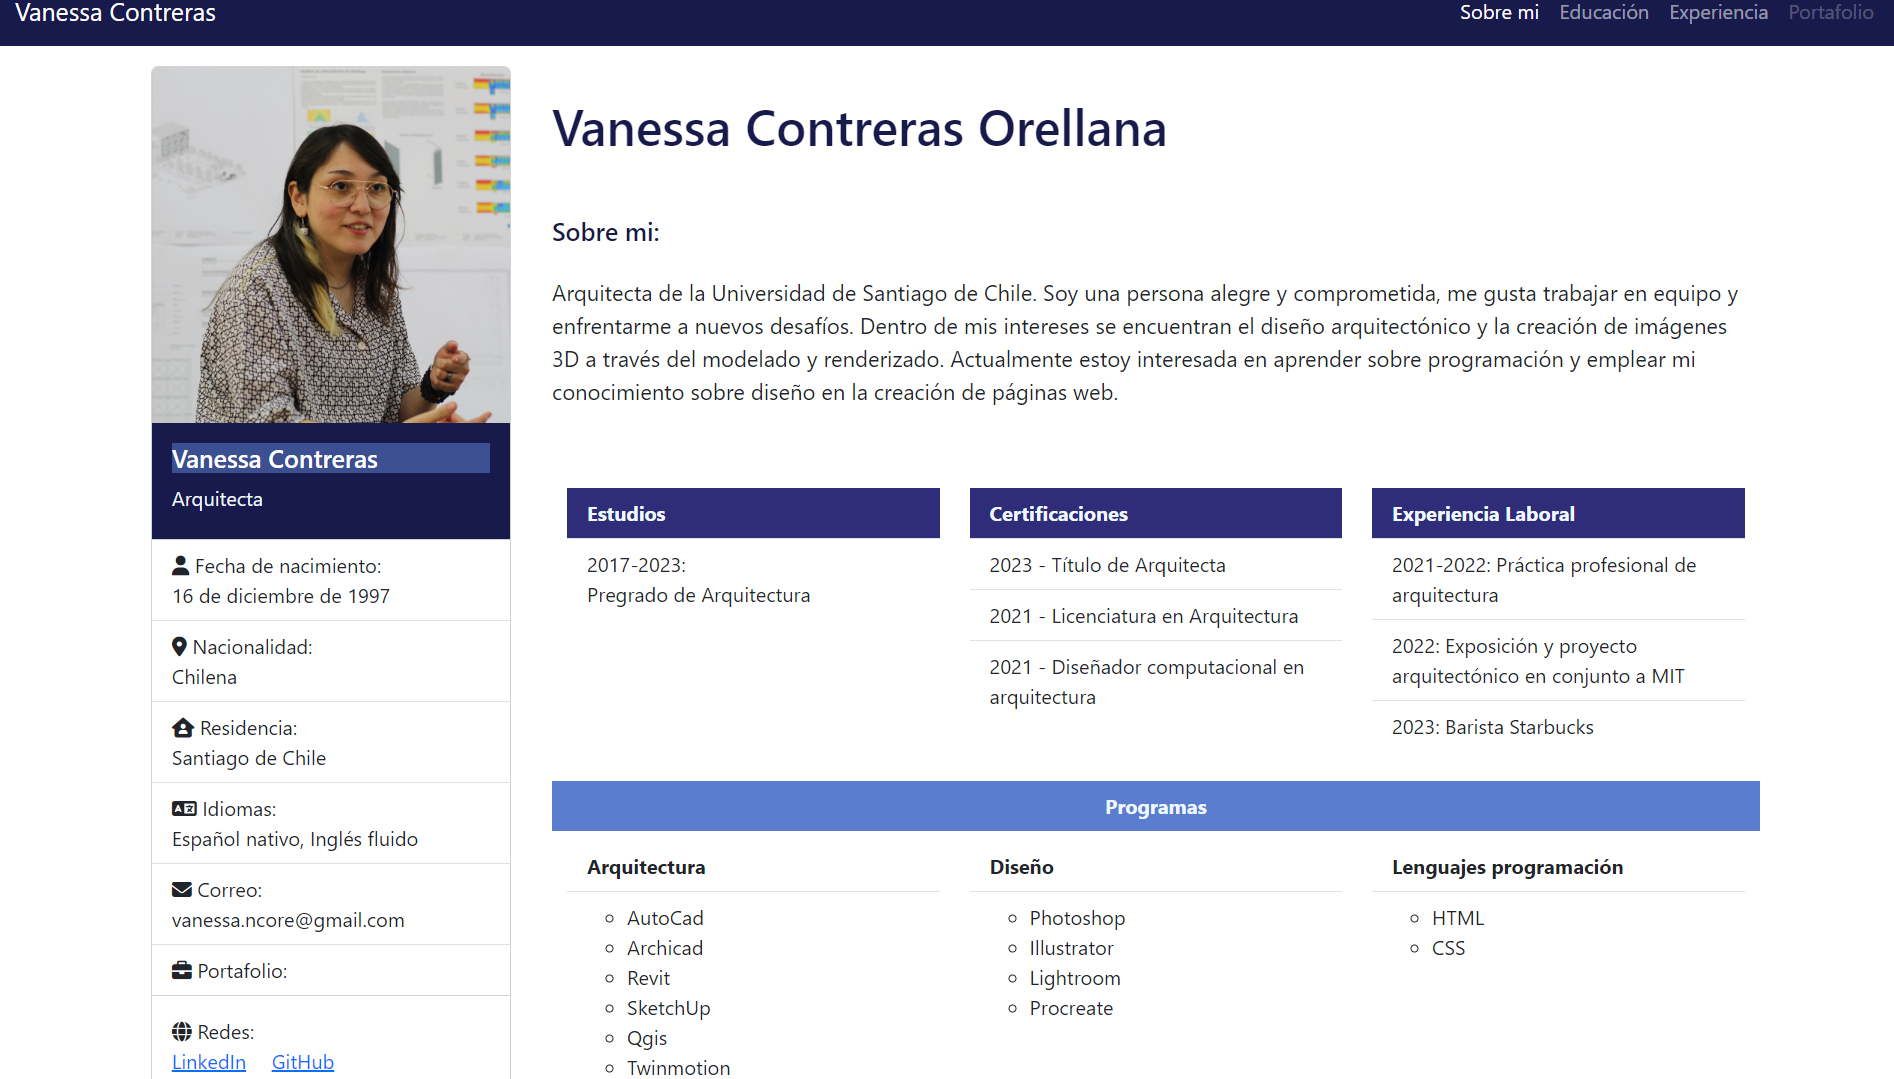 Vanessa Contreras
Sobre mi Educación Experiencia Portafolio
Vanessa Contreras
Arquitecta
Fecha de nacimiento:
16 de diciembre de 1997
Nacionalidad:
Chilena
Residencia:
Santiago de Chile
Idiomas:
Español nativo, Inglés fluido
Correo:
vanessa.ncore@gmail.com
Portafolio:
Redes:
LinkedIn GitHub
Vanessa Contreras Orellana
Sobre mi:
Arquitecta de la Universidad de Santiago de Chile. Soy una persona alegre y comprometida, me gusta trabajar en equipo y
enfrentarme a nuevos desafíos. Dentro de mis intereses se encuentran el diseño arquitectónico y la creación de imágenes
3D a través del modelado y renderizado. Actualmente estoy interesada en aprender sobre programación y emplear mi
conocimiento sobre diseño en la creación de páginas web.
Estudios
2017-2023:
Pregrado de Arquitectura
Certificaciones
2023 - Título de Arquitecta
2021 - Licenciatura en Arquitectura
2021 - Diseñador computacional en
arquitectura
Experiencia Laboral
2021-2022: Práctica profesional de
arquitectura
2022: Exposición y proyecto
arquitectónico en conjunto a MIT
2023: Barista Starbucks
Programas
Arquitectura
AutoCad
Archicad
Revit
SketchUp
Qgis
Twinmotion
Diseño
Photoshop
Illustrator
Lightroom
Procreate
Lenguajes programación
HTML
CSS